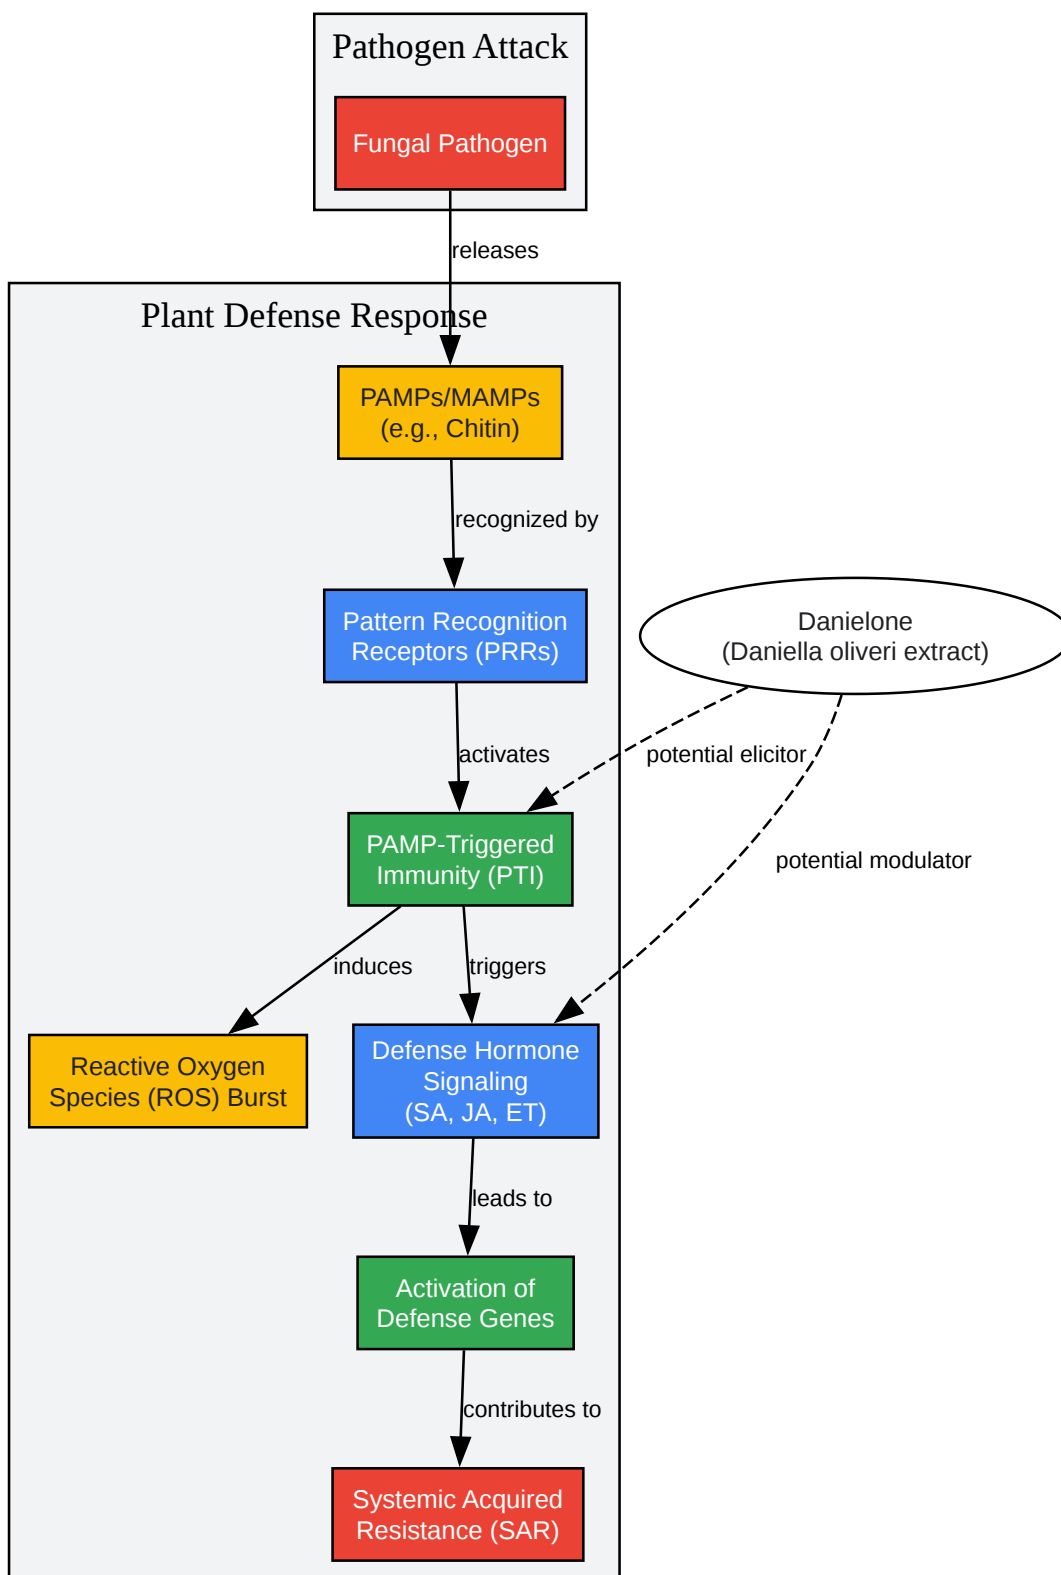 Pathogen Attack
Fungal Pathogen
releases
Plant Defense Response
PAMPs/MAMPs
(e.g., Chitin)
recognized by
Pattern Recognition
Receptors (PRRs)
Danielone
(Daniella oliveri extract)
activates
potential elicitor
PAMP-Triggered
Immunity (PTI)
potential modulator
induces
triggers
Reactive Oxygen
Species (ROS) Burst
Defense Hormone
Signaling
(SA, JA, ET)
leads to
Activation of
Defense Genes
contributes to
Systemic Acquired
Resistance (SAR)